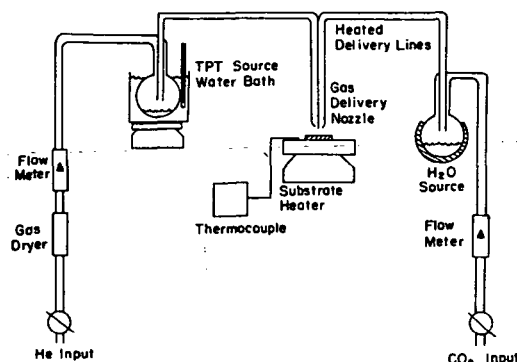 TPT Source
Water Bath
Heated
Delivery Lines
Gas
Delivery
Nozzle
Flow
Meter
H₂O
Source
Substrate
Heater
Thermocouple
Gas
Dryer
Flow
Meter
He Input
CO₂ Input